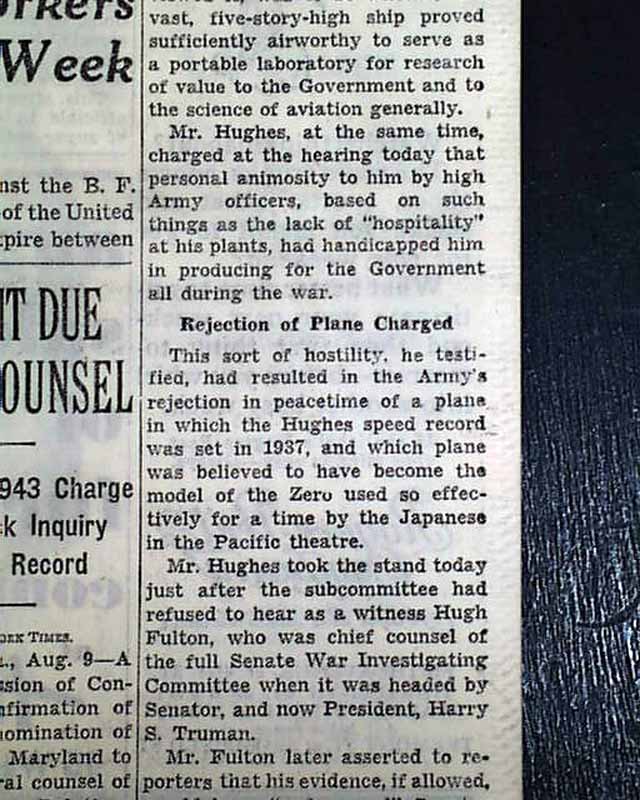 Week
nst the B. F.
of the United
pire between
IT DUE
OUNSEL
943 Charge
k Inquiry
Record
TIMES.
Aug. 9—A
ssion of Con-
firmation of
omination of
Maryland to
al counsel of
vast, five-story-high ship proved
sufficiently airworthy to serve as
a portable laboratory for research
of value to the Government and to
the science of aviation generally.
Mr. Hughes, at the same time,
charged at the hearing today that
personal animosity to him by high
Army officers, based on such
things as the lack of "hospitality"
at his plants, had handicapped him
in producing for the Government
all during the war.
Rejection of Plane Charged
This sort of hostility, he testi-
fied, had resulted in the Army's
rejection in peacetime of a plane
in which the Hughes speed record
was set in 1937, and which plane
was believed to have become the
model of the Zero used so effec-
tively for a time by the Japanese
in the Pacific theatre.
Mr. Hughes took the stand today
just after the subcommittee had
refused to hear as a witness Hugh
Fulton, who was chief counsel of
the full Senate War Investigating
Committee when it was headed by
Senator, and now President, Harry
S. Truman.
Mr. Fulton later asserted to re-
porters that his evidence, if allowed,